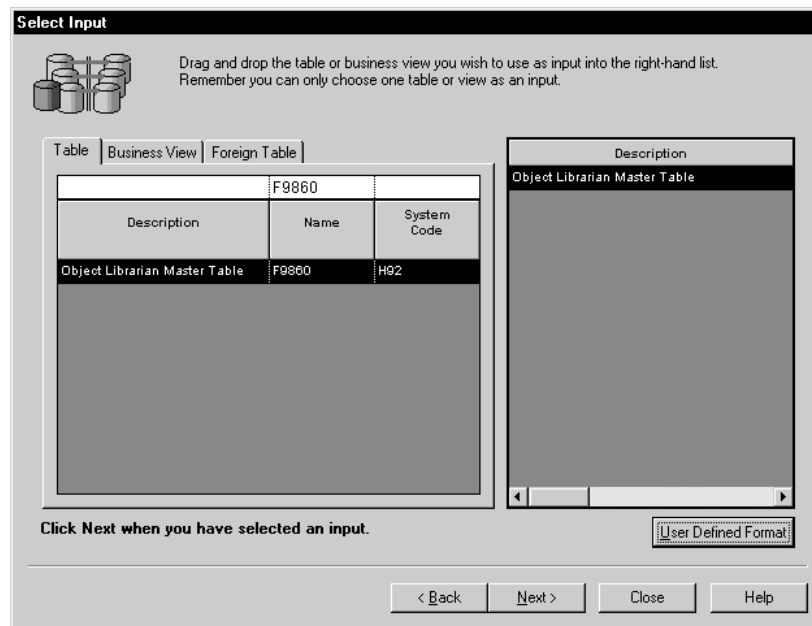 Select Input
Drag and drop the table or business view you wish to use as input into the right-hand list.
Remember you can only choose one table or view as an input.
Table
Business View
Foreign Table
F9860
Description
Name
System
Code
Object Librarian Master Table
F9860
H92
Description
Object Librarian Master Table
Click Next when you have selected an input.
User Defined Format
< Back
Next >
Close
Help